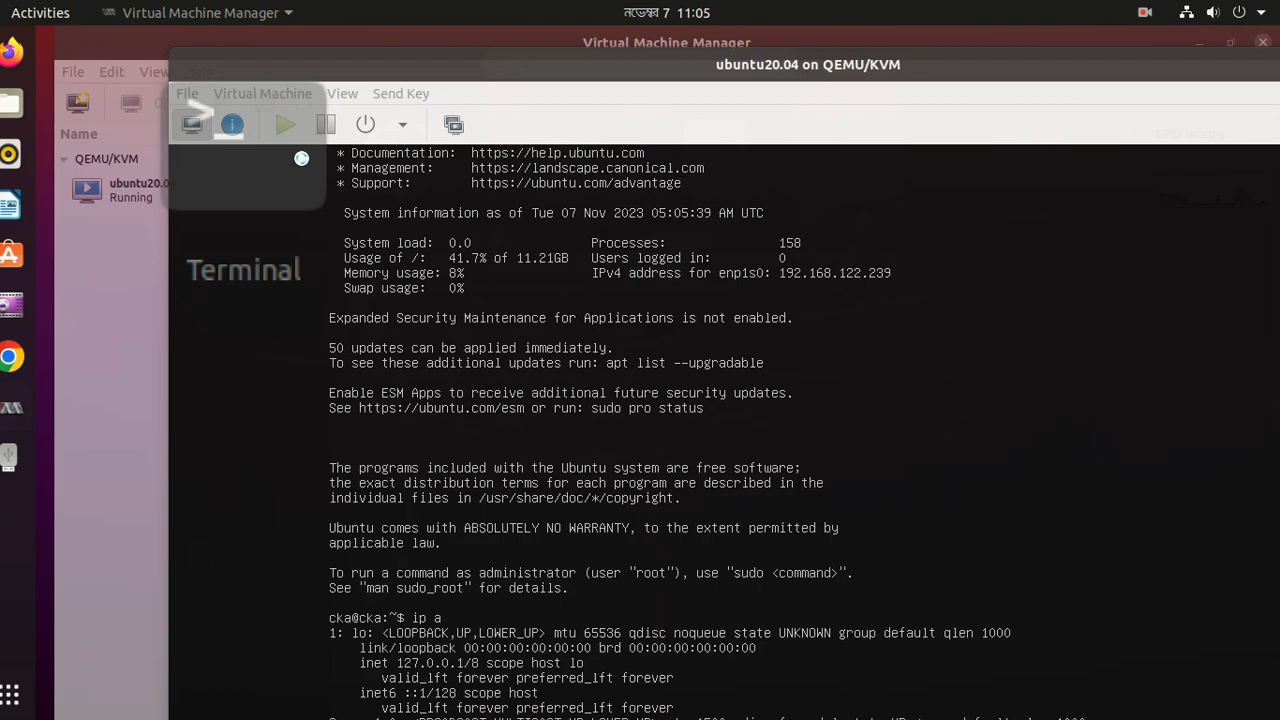 Activities
Virtual Machine Manager
নভেম্বর 7 11:05
Virtual Machine Manager
ubuntu20.04 on QEMU/KVM
File Edit View Help
File Virtual Machine View Send Key
Name
QEMU/KVM
ubuntu20.0
Running
Terminal
* Documentation: https://help.ubuntu.com
* Management: https://landscape.canonical.com
* Support: https://ubuntu.com/advantage
System information as of Tue 07 Nov 2023 05:05:39 AM UTC
System load: 0.0 Processes: 158
Usage of /: 41.7% of 11.21GB Users logged in: 0
Memory usage: 8% IPv4 address for enp1s0: 192.168.122.239
Swap usage: 0%
Expanded Security Maintenance for Applications is not enabled.
50 updates can be applied immediately.
To see these additional updates run: apt list --upgradable
Enable ESM Apps to receive additional future security updates.
See https://ubuntu.com/esm or run: sudo pro status
The programs included with the Ubuntu system are free software;
the exact distribution terms for each program are described in the
individual files in /usr/share/doc/*/copyright.
Ubuntu comes with ABSOLUTELY NO WARRANTY, to the extent permitted by
applicable law.
To run a command as administrator (user "root"), use "sudo <command>".
See "man sudo_root" for details.
cka@cka:~$ ip a
1: lo: <LOOPBACK,UP,LOWER_UP> mtu 65536 qdisc noqueue state UNKNOWN group default qlen 1000
link/loopback 00:00:00:00:00:00 brd 00:00:00:00:00:00
inet 127.0.0.1/8 scope host lo
valid_lft forever preferred_lft forever
inet6 ::1/128 scope host
valid_lft forever preferred_lft forever